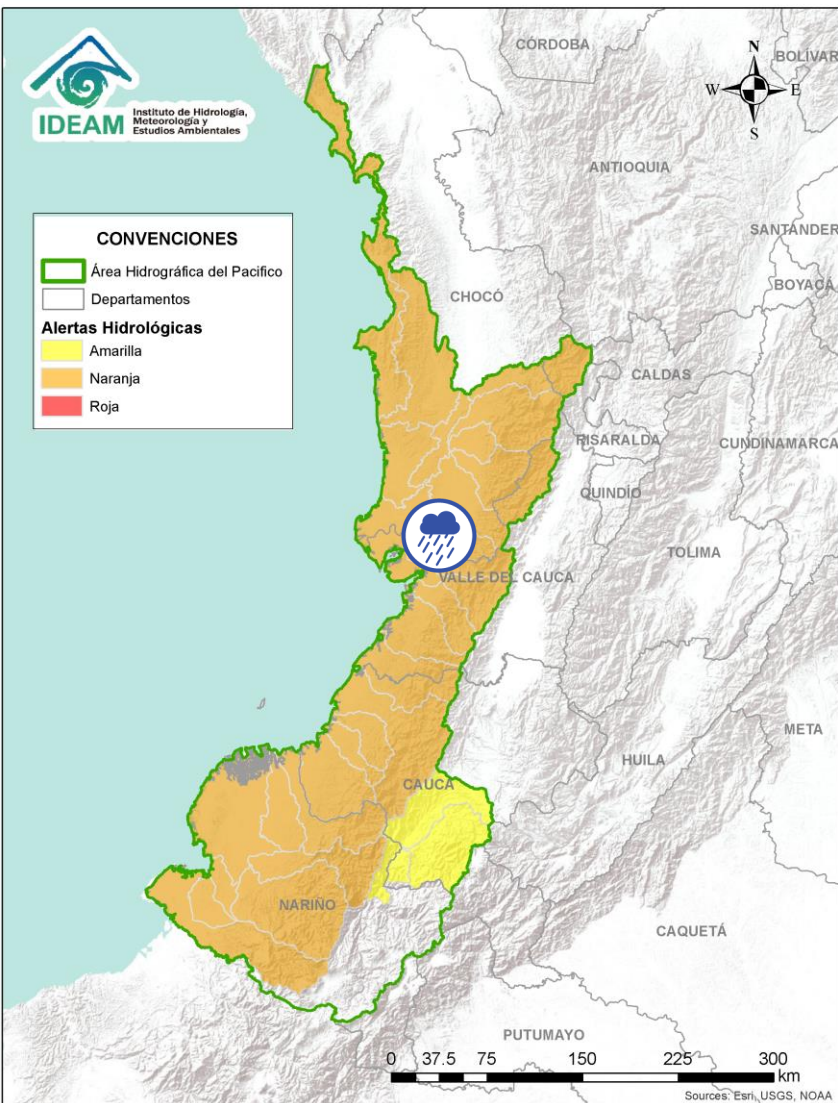 IDEAM
Instituto de Hidrología,
Meteorología y
Estudios Ambientales
N
W
E
S
CÓRDOBA
BOLÍVAR
ANTIOQUIA
SANTANDER
BOYACÁ
CHOCÓ
CALDAS
RISARALDA
CUNDINAMARCA
QUINDÍO
TOLIMA
VALLE DEL CAUCA
META
HUILA
CAUCA
NARIÑO
CAQUETÁ
PUTUMAYO
CONVENCIONES
Área Hidrográfica del Pacifico
Departamentos
Alertas Hidrológicas
Amarilla
Naranja
Roja
0 37.5 75 150 225 300
km
Sources: Esri, USGS, NOAA